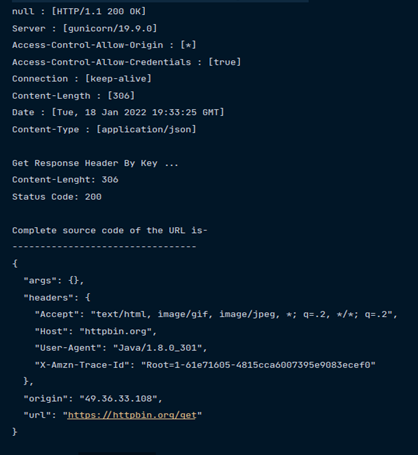 null : [HTTP/1.1 200 OK]
Server : [gunicorn/19.9.0]
Access-Control-Allow-Origin : [*]
Access-Control-Allow-Credentials : [true]
Connection : [keep-alive]
Content-Length : [306]
Date : [Tue, 18 Jan 2022 19:33:25 GMT]
Content-Type : [application/json]

Get Response Header By Key ...
Content-Lenght: 306
Status Code: 200

Complete source code of the URL is-
---------------------------------
{
  "args": {},
  "headers": {
    "Accept": "text/html, image/gif, image/jpeg, *; q=.2, */*; q=.2",
    "Host": "httpbin.org",
    "User-Agent": "Java/1.8.0_301",
    "X-Amzn-Trace-Id": "Root=1-61e71605-4815cca6007395e9083ecef0"
  },
  "origin": "49.36.33.108",
  "url": "https://httpbin.org/get"
}